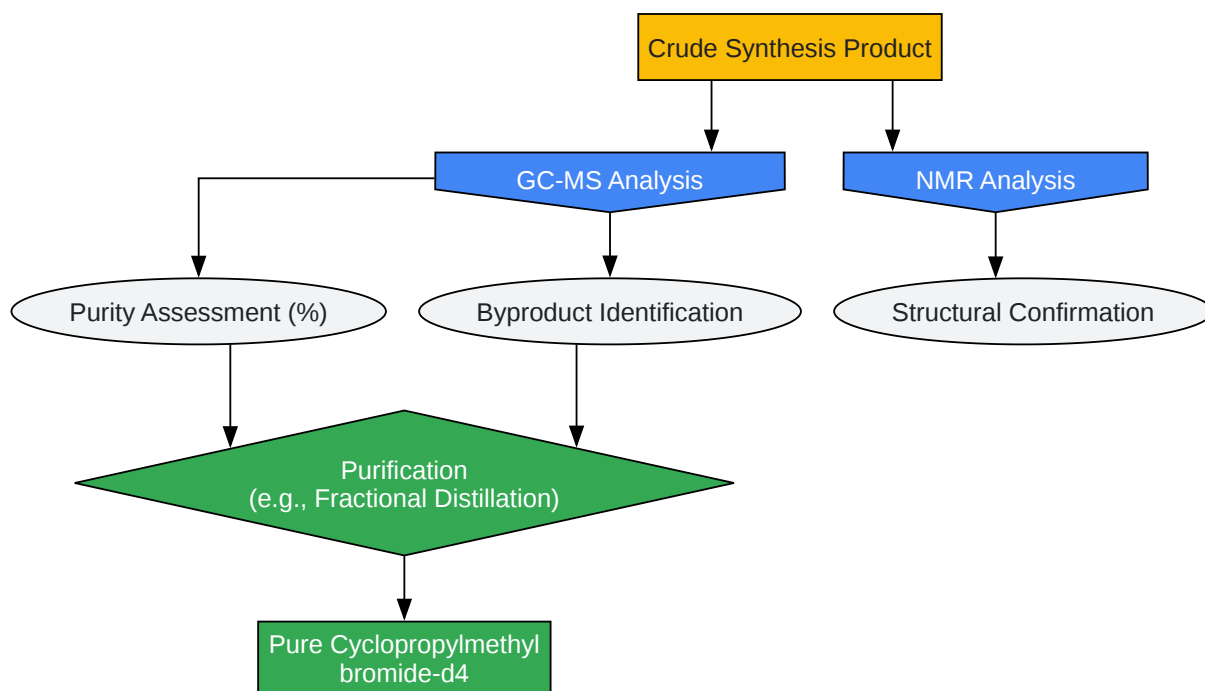 Crude Synthesis Product
GC-MS Analysis
NMR Analysis
Purity Assessment (%)
Byproduct Identification
Structural Confirmation
Purification
(e.g., Fractional Distillation)
Pure Cyclopropylmethyl
bromide-d4